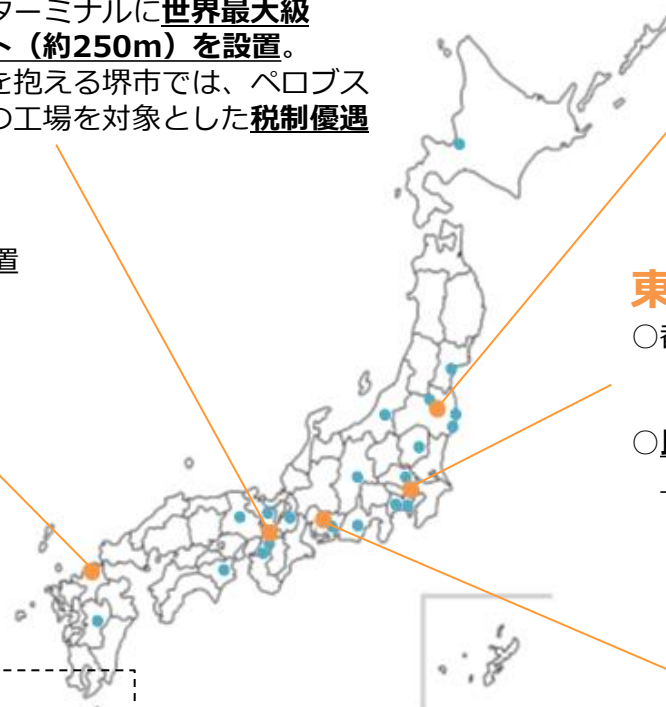 ターミナルに世界最大級
ト（約250m）を設置。
を抱える堺市では、ペロブス
の工場を対象とした税制優遇
置
東
○
○